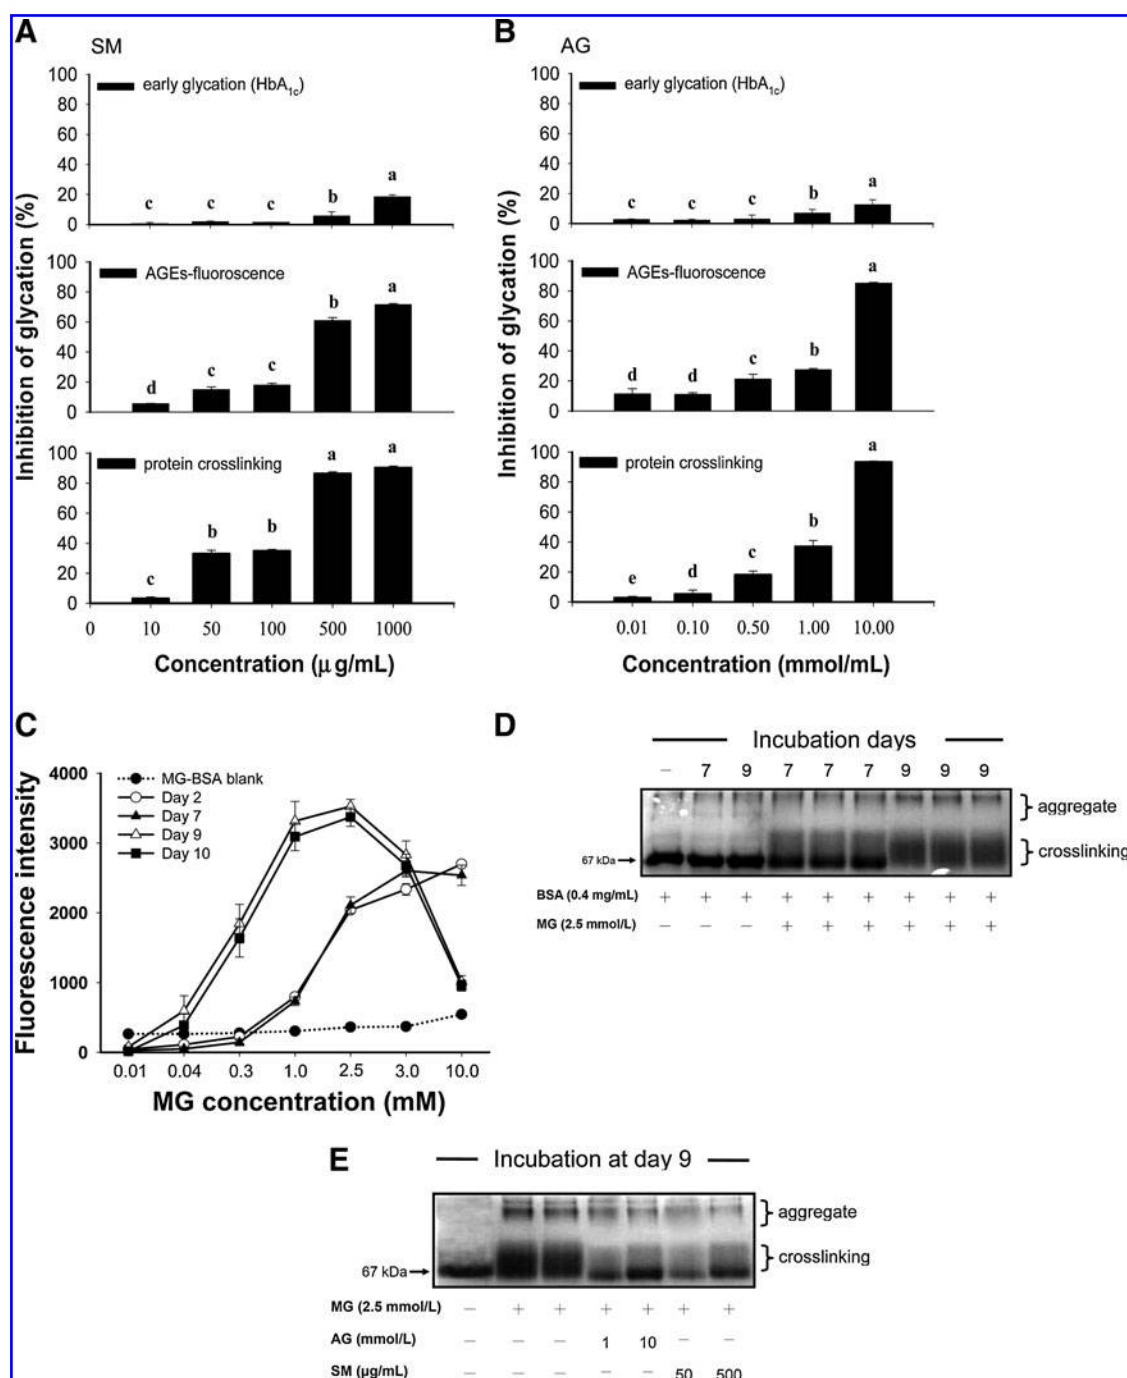 A
SM
Inhibition of glycation (%)
100
80
60
40
20
0
early glycation (HbA1c)
c
c
c
b
a
100
80
60
40
20
0
AGEs-fluoroscence
d
c
c
b
a
100
80
60
40
20
0
protein crosslinking
c
b
b
a
a
0 10 50 100 500 1000
Concentration (μg/mL)
B
AG
Inhibition of glycation (%)
100
80
60
40
20
0
early glycation (HbA1c)
c
c
c
b
a
100
80
60
40
20
0
AGEs-fluoroscence
d
d
c
b
a
100
80
60
40
20
0
protein crosslinking
e
d
c
b
a
0.01 0.10 0.50 1.00 10.00
Concentration (mmol/mL)
C
Fluorescence intensity
4000
3000
2000
1000
0
MG-BSA blank
Day 2
Day 7
Day 9
Day 10
0.01 0.04 0.3 1.0 2.5 3.0 10.0
MG concentration (mM)
D
Incubation days
– 7 9 7 7 7 9 9 9
aggregate
crosslinking
67 kDa
BSA (0.4 mg/mL) + + + + + + + + +
MG (2.5 mmol/L) – – – + + + + + +
E
Incubation at day 9
aggregate
crosslinking
67 kDa
MG (2.5 mmol/L) – + + + + + +
AG (mmol/L) – – – 1 10 – –
SM (μg/mL) – – – – – 50 500